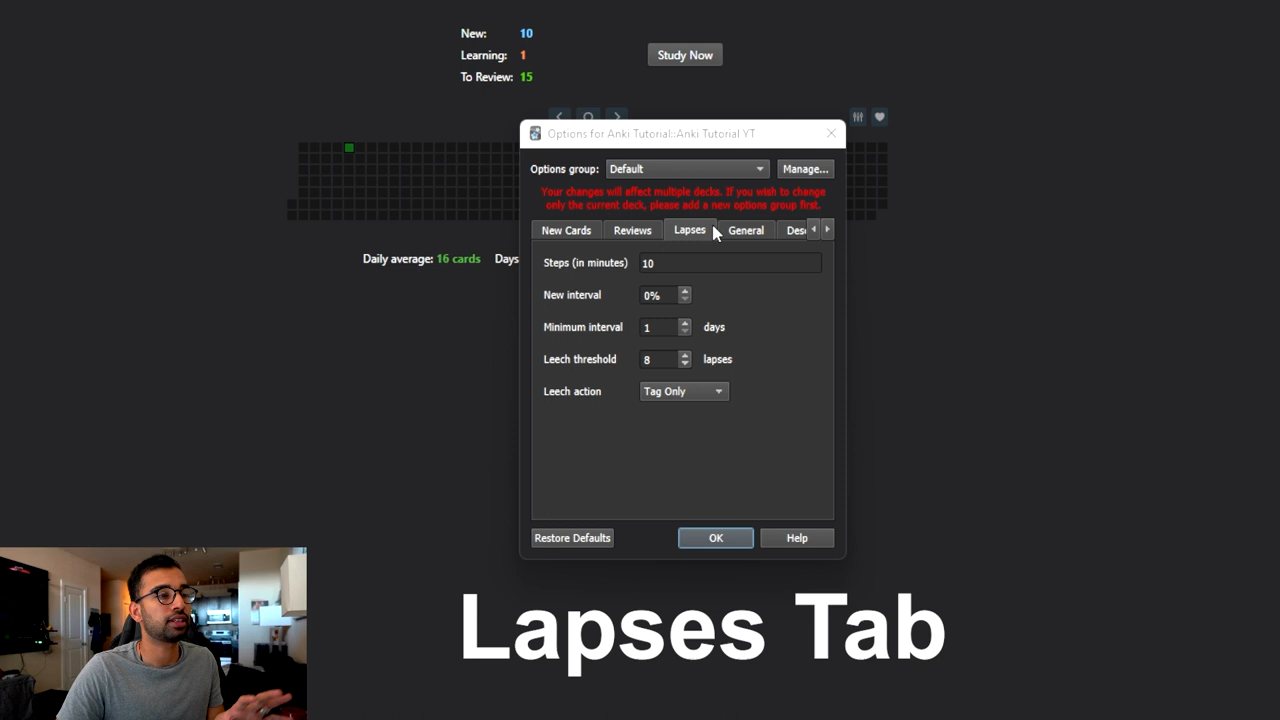 New: 10
Learning: 1
Study Now
To Review: 15
Options for Anki Tutorial::Anki Tutorial YT
Options group: Default Manage...
Your changes will affect multiple decks. If you wish to change
only the current deck, please add a new options group first.
New Cards Reviews Lapses General Des
Steps (in minutes) 10
Daily average: 16 cards Days
New interval 0%
Minimum interval 1 days
Leech threshold 8 lapses
Leech action Tag Only
Restore Defaults OK Help
Lapses Tab